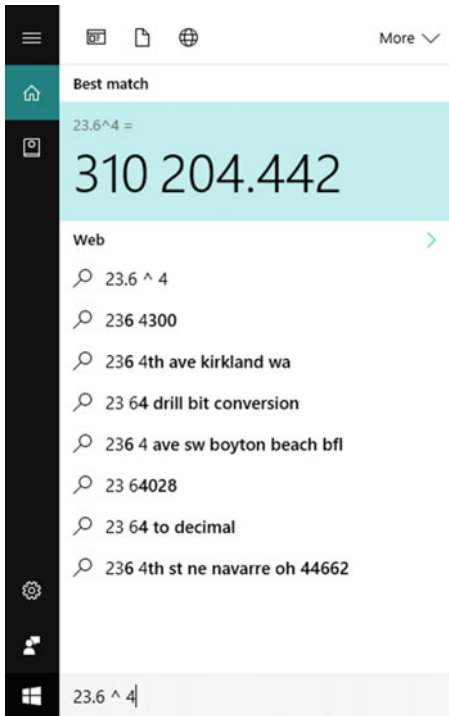 More
Best match
23.6^4 =
310 204.442
Web
23.6 ^ 4
236 4300
236 4th ave kirkland wa
23 64 drill bit conversion
236 4 ave sw boyton beach bfl
23 64028
23 64 to decimal
236 4th st ne navarre oh 44662
23.6 ^ 4